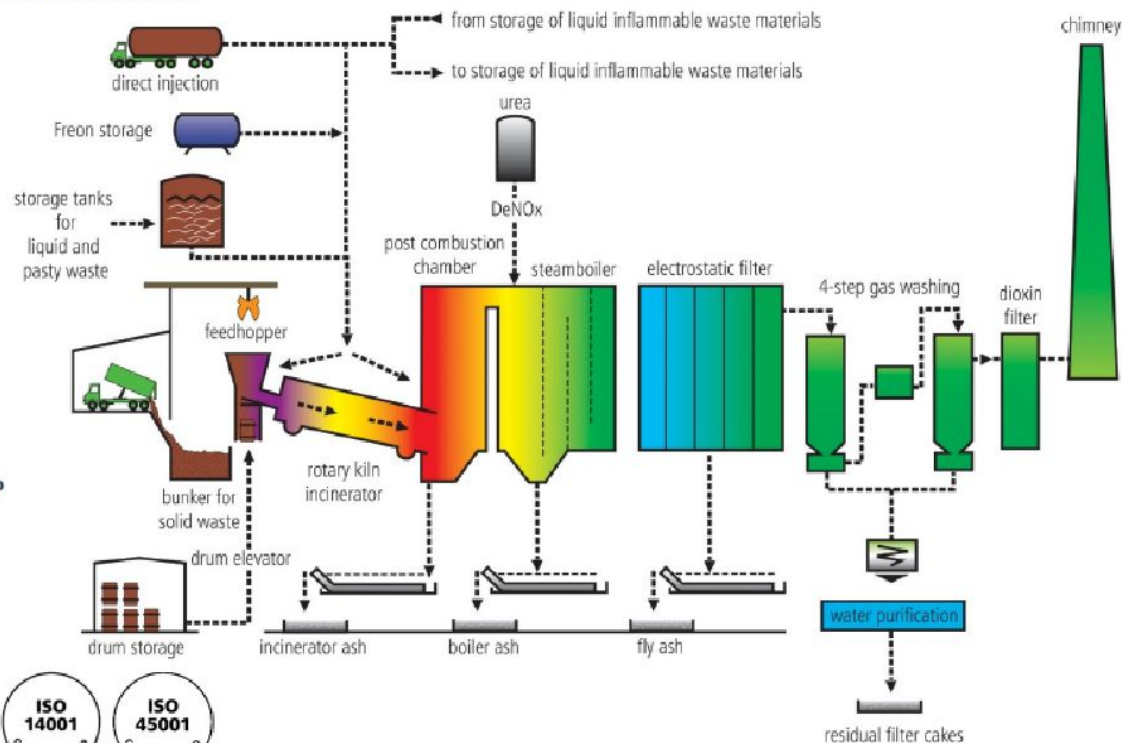 from storage of liquid inflammable waste materials
chimney
direct injection
to storage of liquid inflammable waste materials
urea
Freon storage
storage tanks
for
liquid and
pasty waste
DeNOx
post combustion
chamber
steamboiler
electrostatic filter
4-step gas washing
dioxin
filter
feedhopper
rotary kiln
incinerator
bunker for
solid waste
drum elevator
water purification
drum storage
incinerator ash
boiler ash
fly ash
ISO
14001
ISO
45001
residual filter cakes